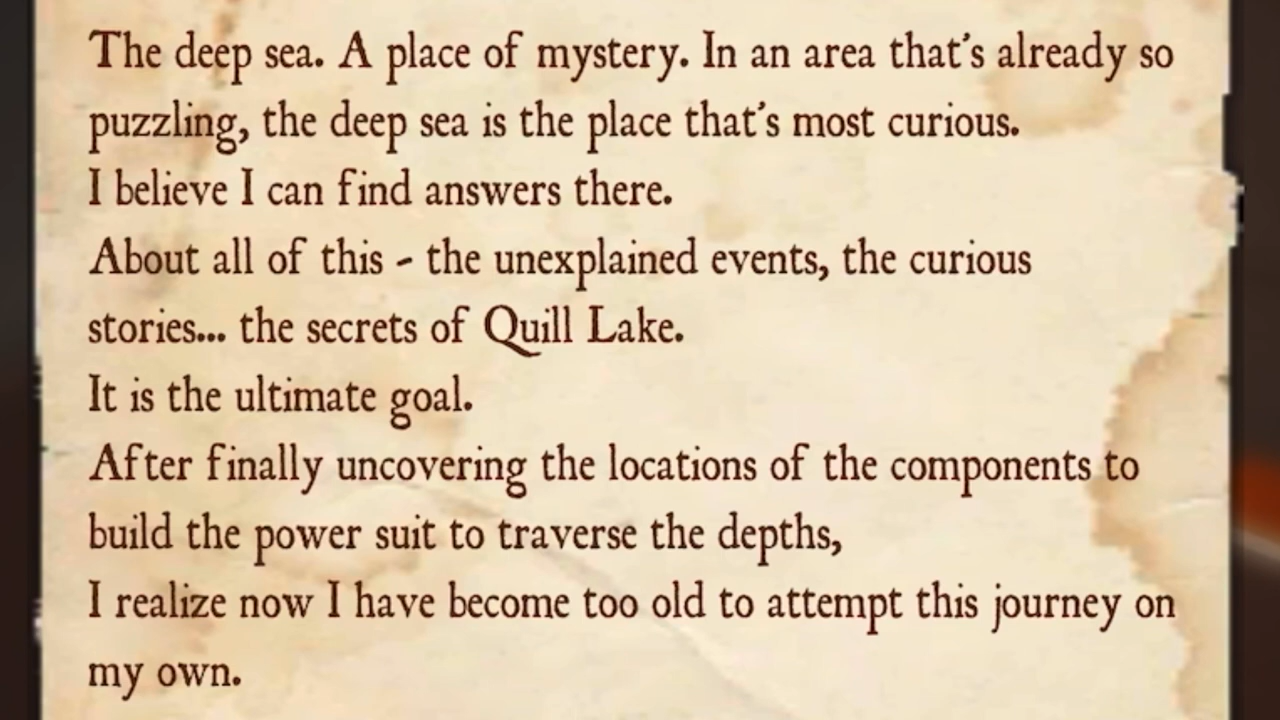 The deep sea. A place of mystery. In an area that's already so
puzzling, the deep sea is the place that's most curious.
I believe I can find answers there.
About all of this - the unexplained events, the curious
stories... the secrets of Quill Lake.
It is the ultimate goal.
After finally uncovering the locations of the components to
build the power suit to traverse the depths,
I realize now I have become too old to attempt this journey on
my own.